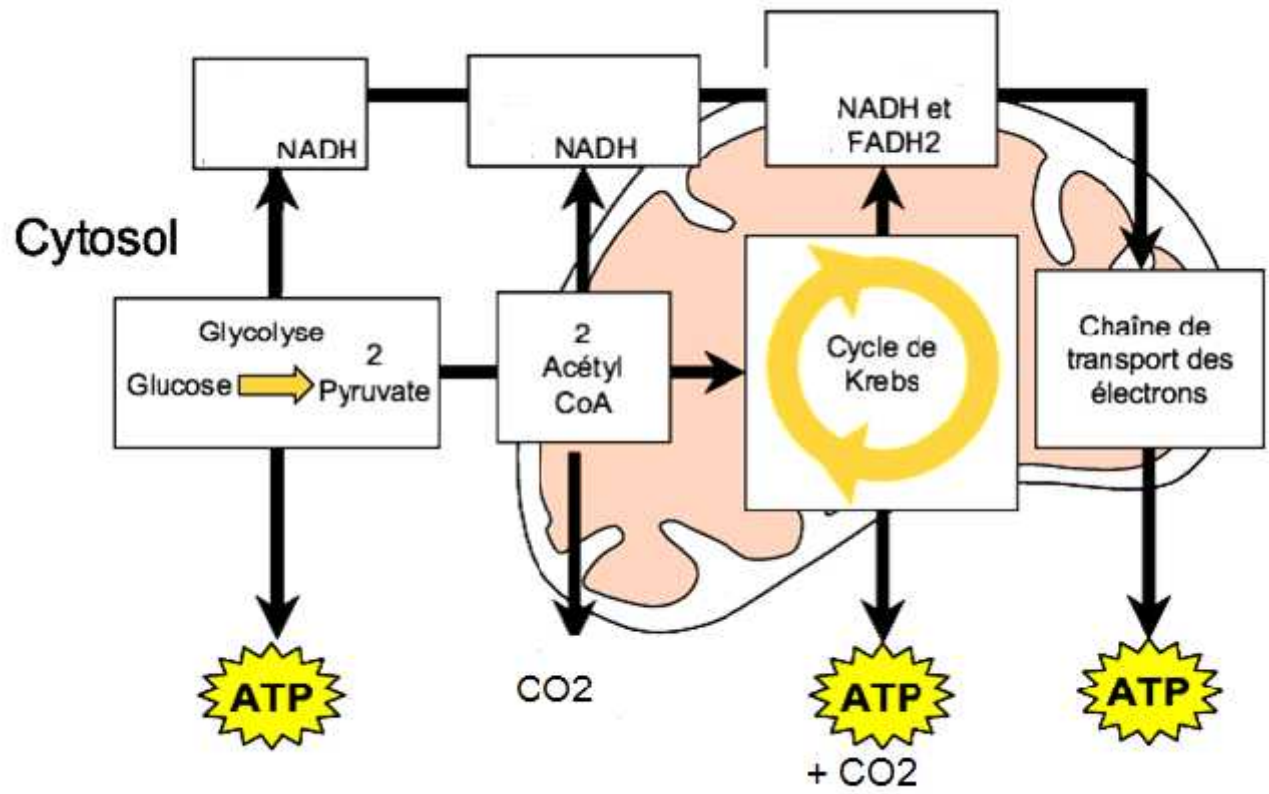 NADH
NADH
NADH et
FADH2
Cytosol
Glycolyse
Glucose
2
Pyruvate
2
Acétyl
CoA
Cycle de
Krebs
Chaîne de
transport des
électrons
ATP
CO2
ATP
+ CO2
ATP